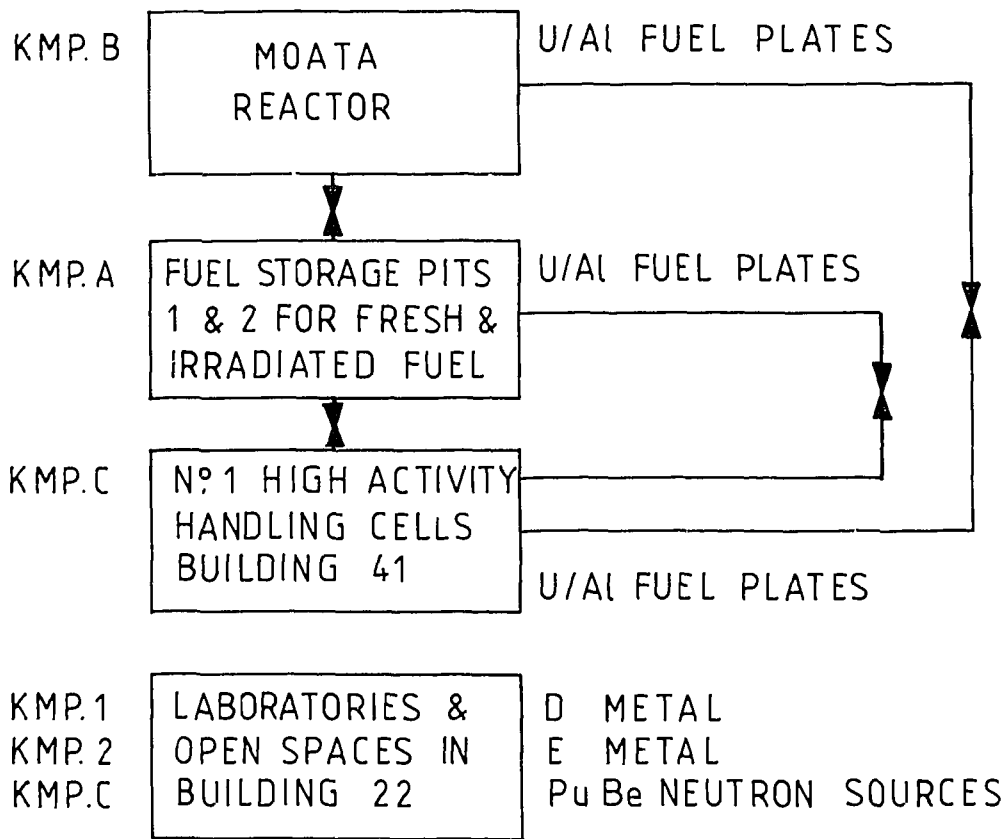 KMP. B
MOATA
REACTOR
U/Al FUEL PLATES
KMP. A
FUEL STORAGE PITS
1 & 2 FOR FRESH &
IRRADIATED FUEL
U/Al FUEL PLATES
KMP. C
Nº 1 HIGH ACTIVITY
HANDLING CELLS
BUILDING 41
U/Al FUEL PLATES
KMP. 1
LABORATORIES &
D METAL
KMP. 2
OPEN SPACES IN
E METAL
KMP. C
BUILDING 22
PuBe NEUTRON SOURCES